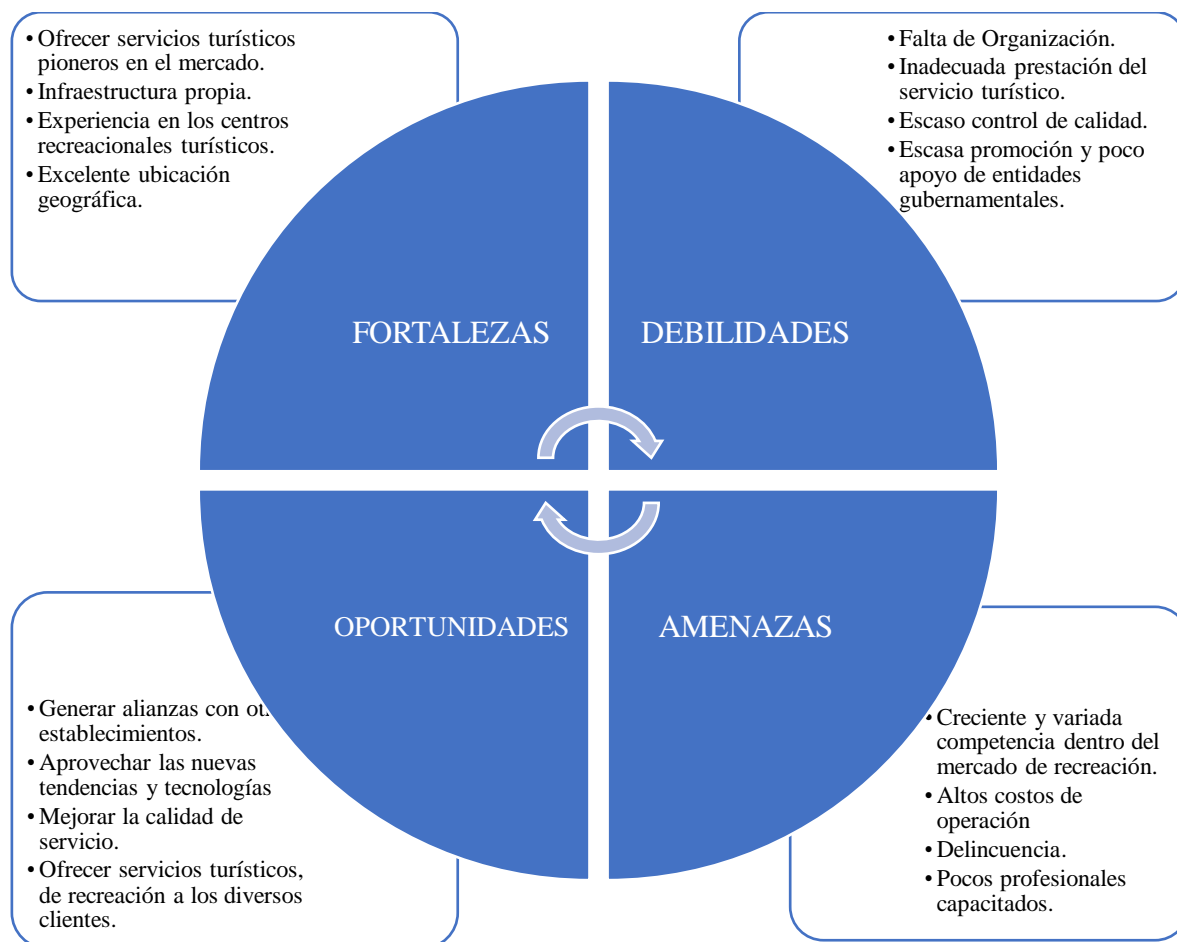 • Ofrecer servicios turísticos
pioneros en el mercado.
• Infraestructura propia.
• Experiencia en los centros
recreacionales turísticos.
• Excelente ubicación
geográfica.
• Falta de Organización.
• Inadecuada prestación del
servicio turístico.
• Escaso control de calidad.
• Escasa promoción y poco
apoyo de entidades
gubernamentales.
FORTALEZAS
DEBILIDADES
OPORTUNIDADES
AMENAZAS
• Generar alianzas con
establecimientos.
• Aprovechar las nuevas
tendencias y tecnologías
• Mejorar la calidad de
servicio.
• Ofrecer servicios turísticos,
de recreación a los diversos
clientes.
• Creciente y variada
competencia dentro del
mercado de recreación.
• Altos costos de
operación
• Delincuencia.
• Pocos profesionales
capacitados.